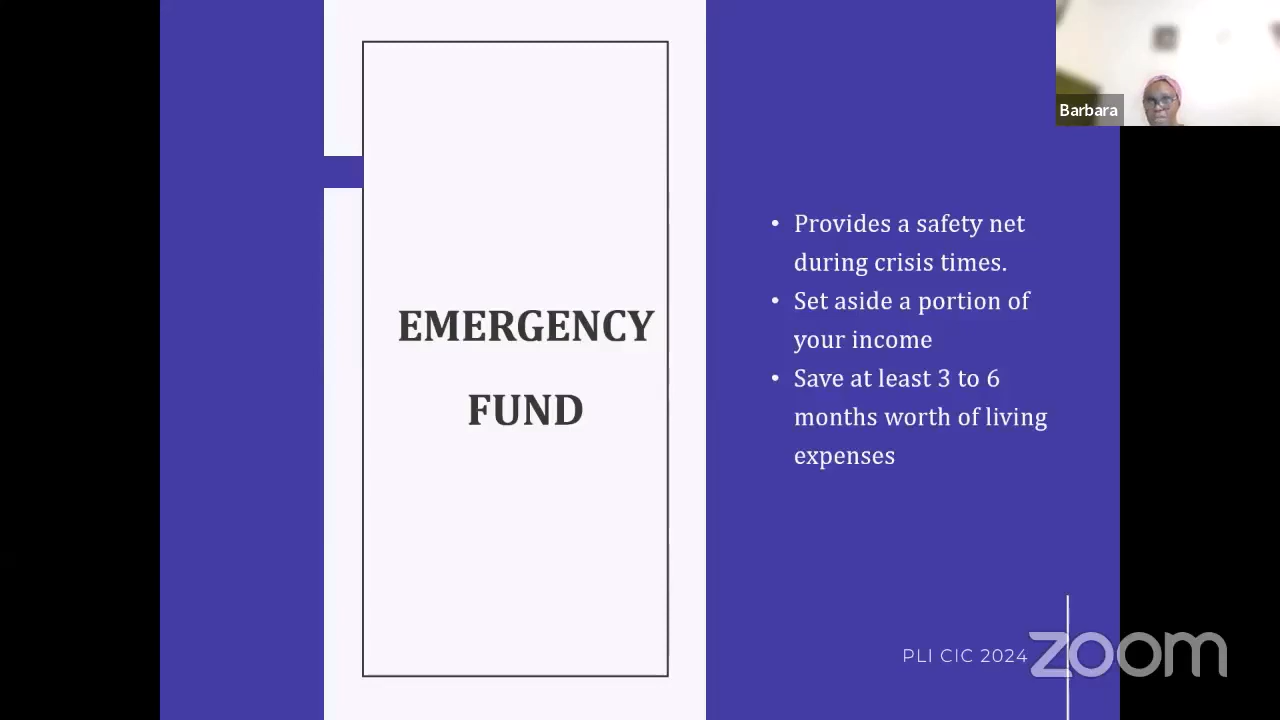 Barbara
EMERGENCY
FUND
• Provides a safety net
during crisis times.
• Set aside a portion of
your income
• Save at least 3 to 6
months worth of living
expenses
PLI CIC 2024
zoom